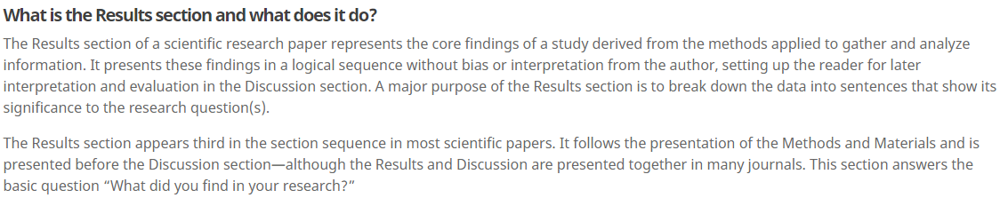 What is the Results section and what does it do?
The Results section of a scientific research paper represents the core findings of a study derived from the methods applied to gather and analyze
information. It presents these findings in a logical sequence without bias or interpretation from the author, setting up the reader for later
interpretation and evaluation in the Discussion section. A major purpose of the Results section is to break down the data into sentences that show its
significance to the research question(s).
The Results section appears third in the section sequence in most scientific papers. It follows the presentation of the Methods and Materials and is
presented before the Discussion section—although the Results and Discussion are presented together in many journals. This section answers the
basic question “What did you find in your research?”